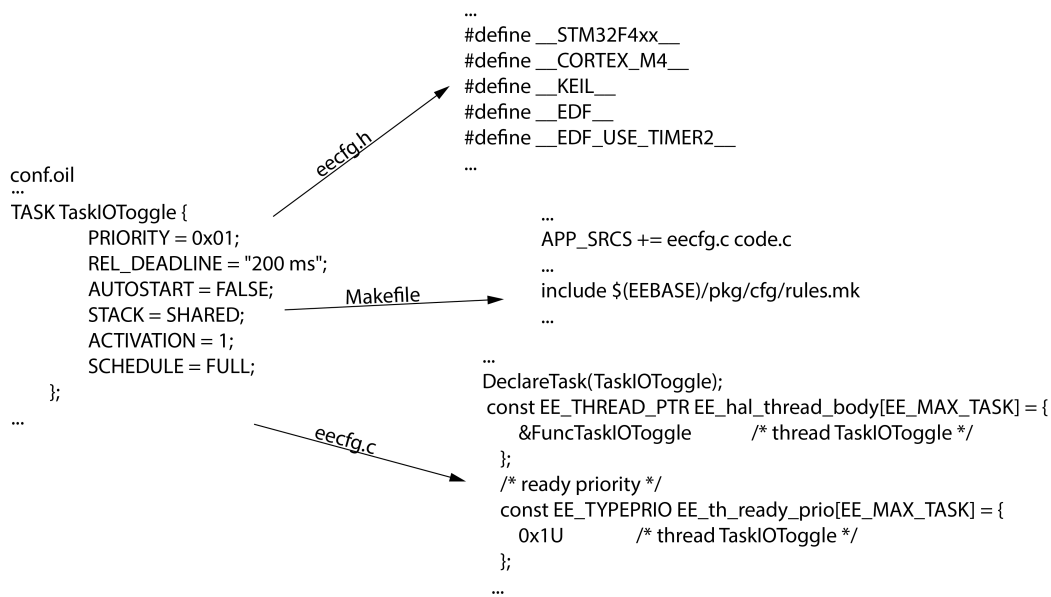 conf.oil
...
TASK TaskIOToggle {
PRIORITY = 0x01;
REL_DEADLINE = "200 ms";
AUTOSTART = FALSE;
STACK = SHARED;
ACTIVATION = 1;
SCHEDULE = FULL;
};
...
eecfg.h
...
#define __STM32F4xx__
#define __CORTEX_M4__
#define __KEIL__
#define __EDF__
#define __EDF_USE_TIMER2__
...
Makefile
...
APP_SRCS += eecfg.c code.c
...
include $(EEBASE)/pkg/cfg/rules.mk
...
eecfg.c
...
DeclareTask(TaskIOToggle);
const EE_THREAD_PTR EE_hal_thread_body[EE_MAX_TASK] = {
&FuncTaskIOToggle /* thread TaskIOToggle */
};
/* ready priority */
const EE_TYPEPRIO EE_th_ready_prio[EE_MAX_TASK] = {
0x1U /* thread TaskIOToggle */
};
...